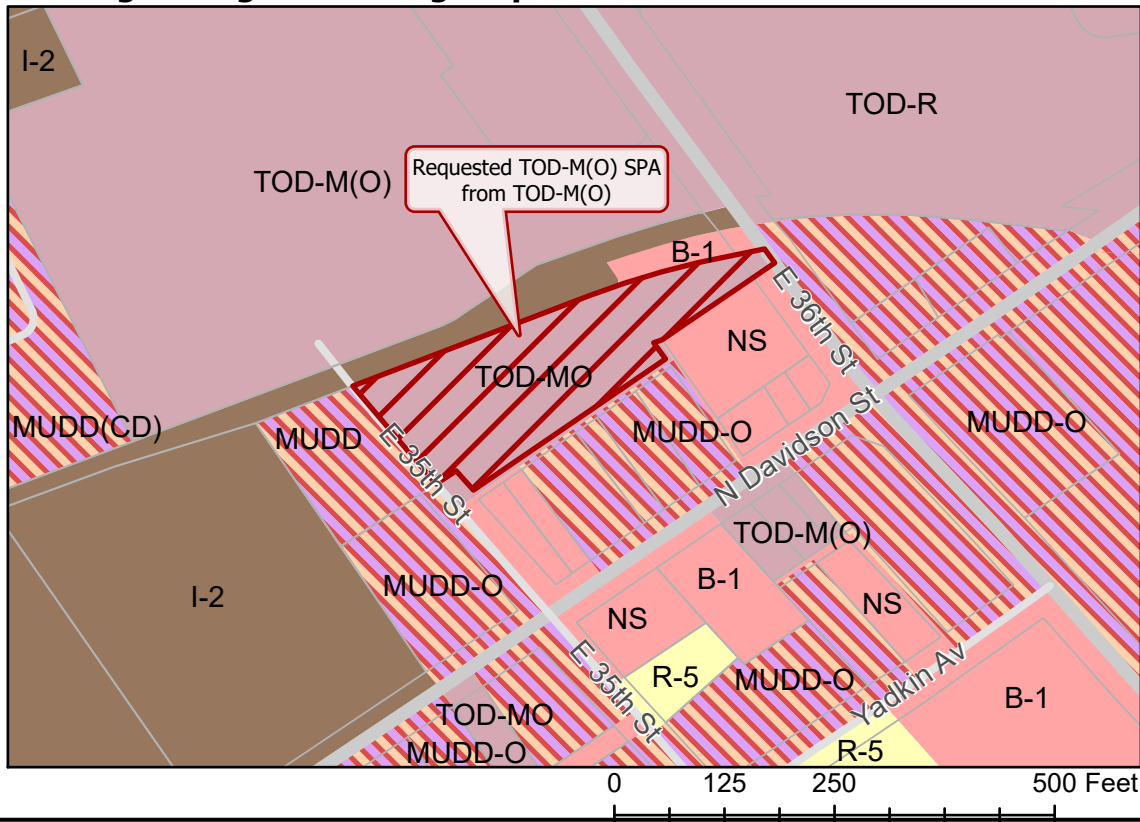 I-2
TOD-R
TOD-M(O)
Requested TOD-M(O) SPA
from TOD-M(O)
B-1
E 36th St
NS
TOD-MO
MUDD(CD)
MUDD
E 35th St
MUDD-O
MUDD-O
N Davidson St
TOD-M(O)
I-2
MUDD-O
B-1
NS
NS
E 35th St
R-5
MUDD-O
Yadkin Av
B-1
TOD-MO
MUDD-O
R-5
0 125 250 500 Feet